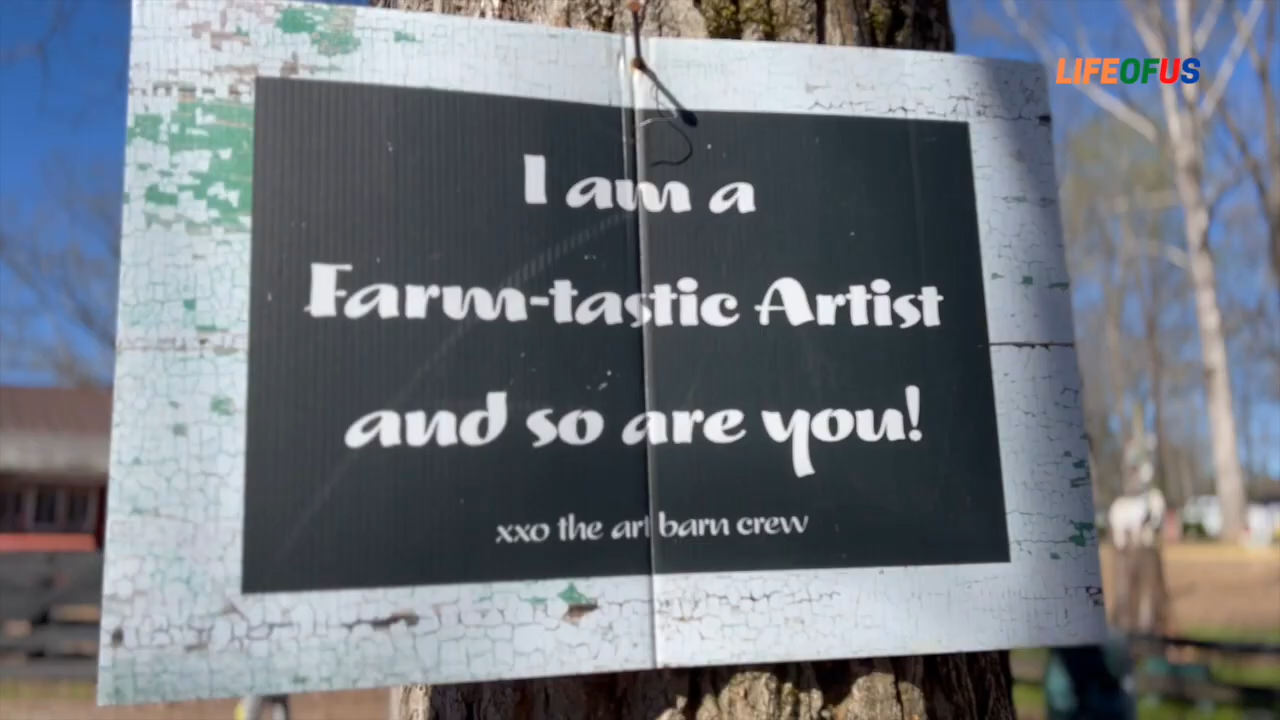 LIFEOFUS
I am a
Farm-tastic Artist
and so are you!
xxo the art barn crew